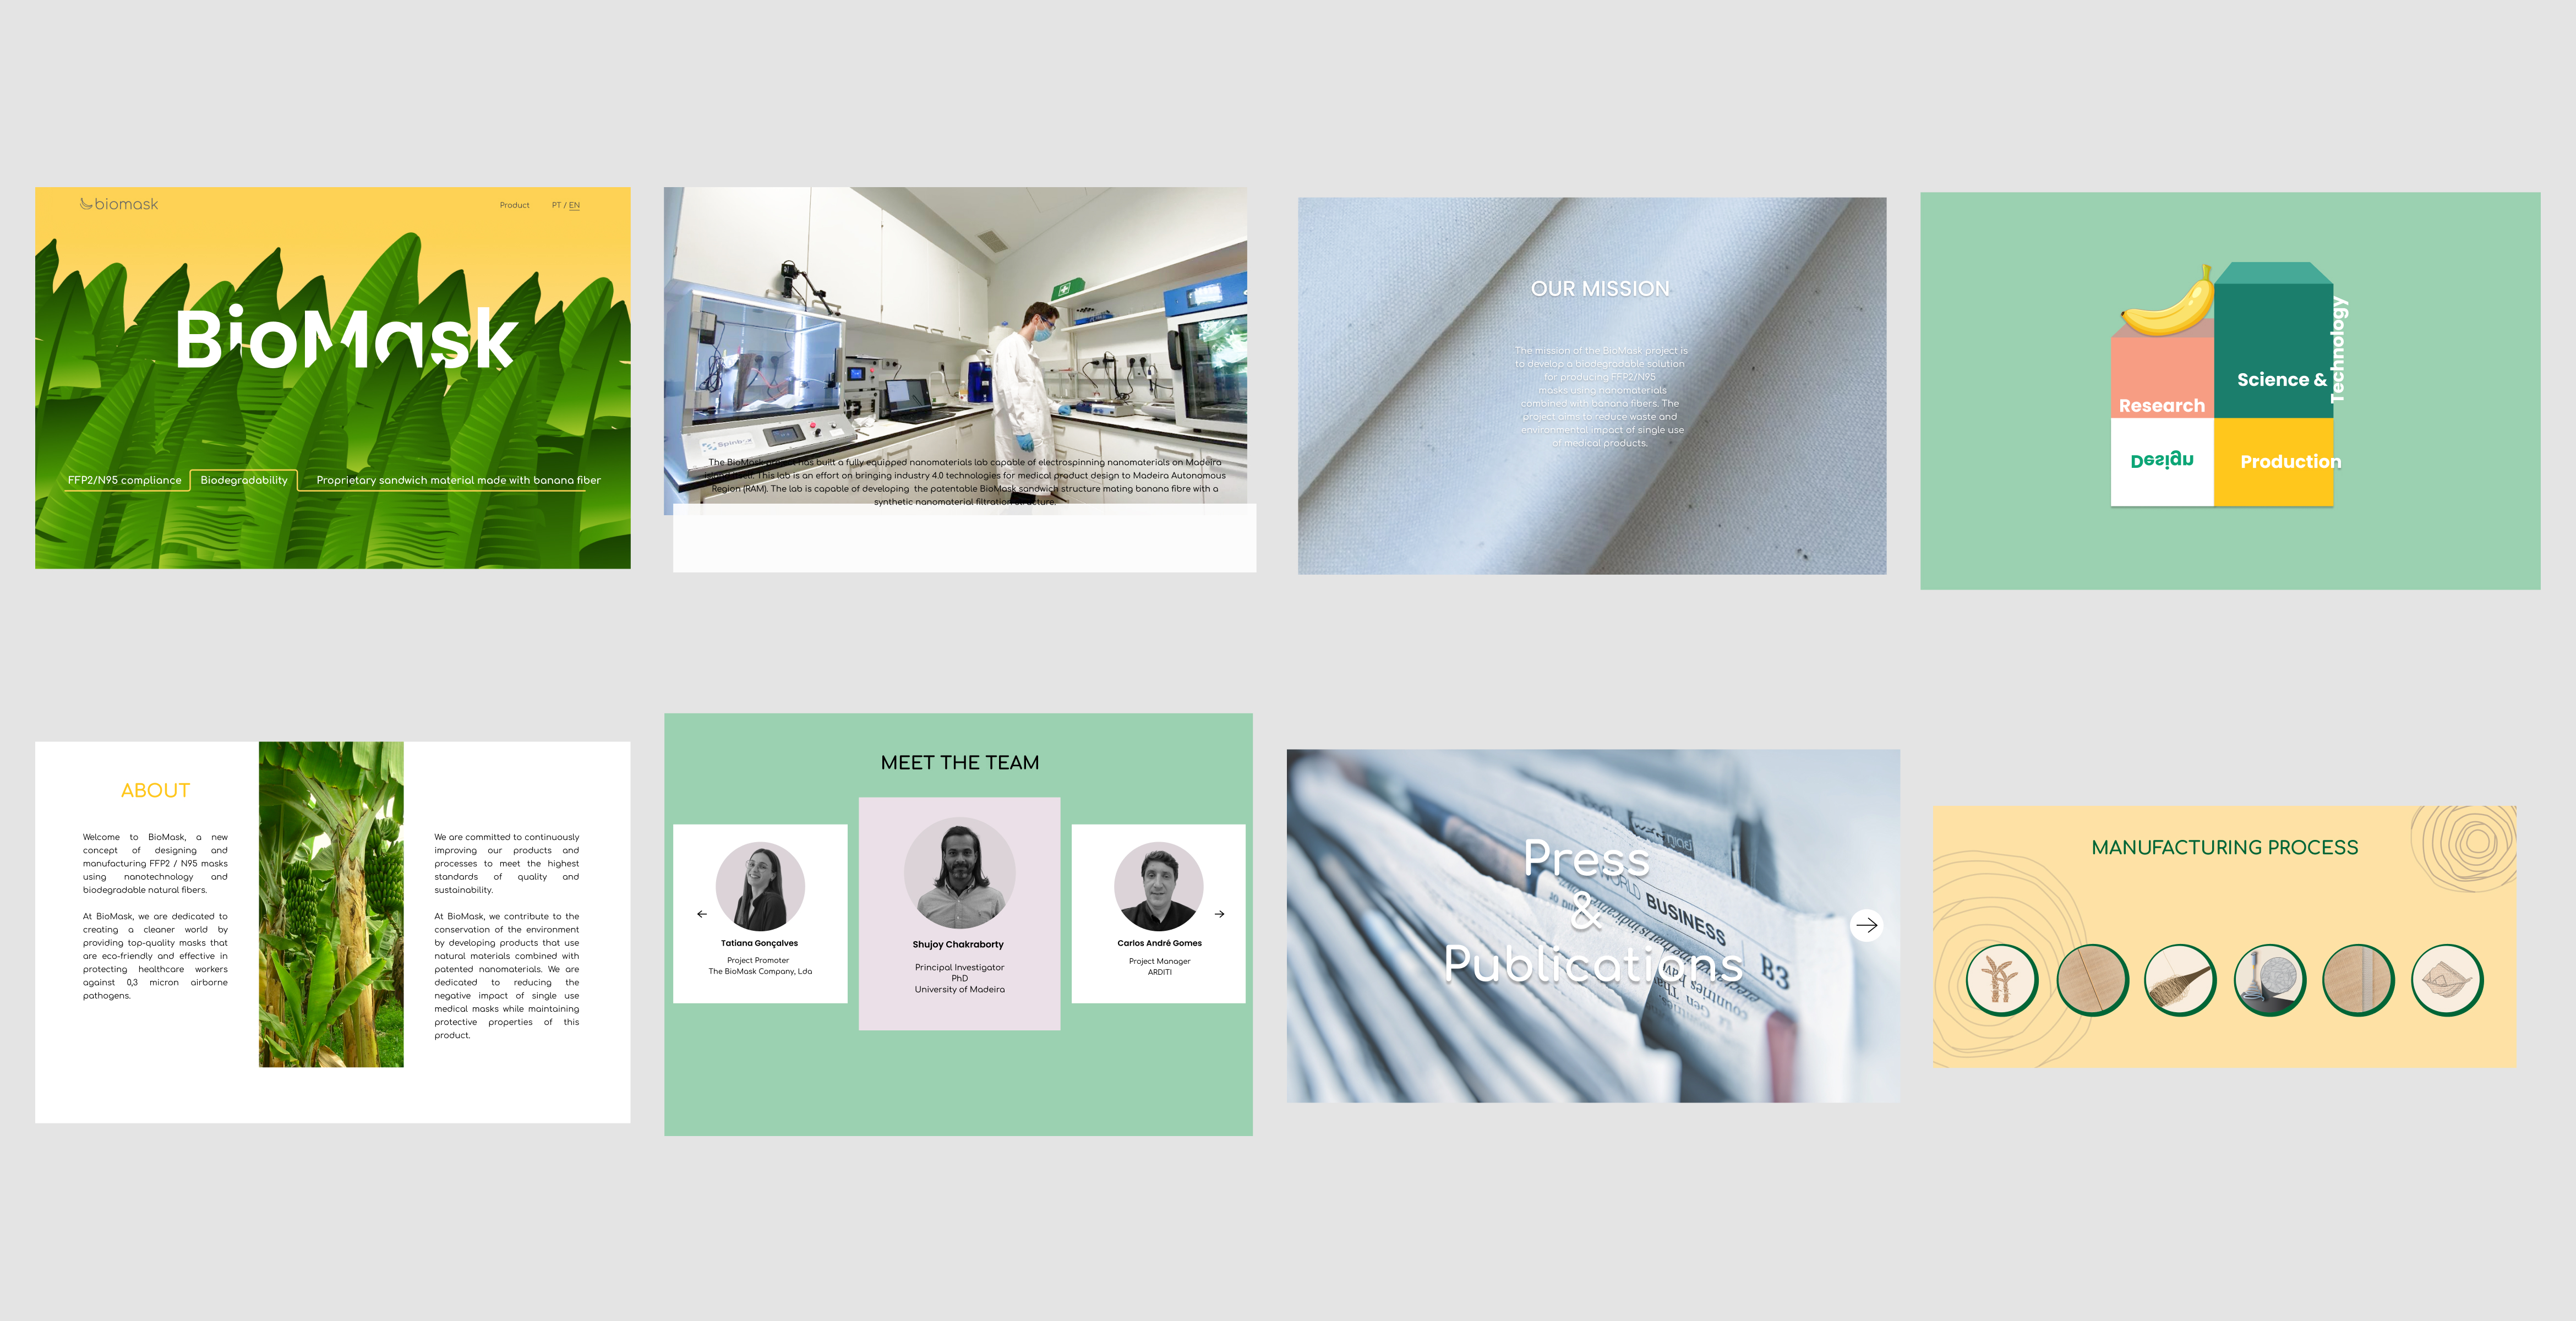 biomask
Product
PT / EN
BioMask
FFP2/N95 compliance
Biodegradability
Proprietary sandwich material made with banana fiber
Spinb
The BioMask project has built a fully equipped nanomaterials lab capable of electrospinning nanomaterials on Madeira
island itself. This lab is an effort on bringing industry 4.0 technologies for medical product design to Madeira Autonomous
Region (RAM). The lab is capable of developing the patentable BioMask sandwich structure mating banana fibre with a
synthetic nanomaterial filtration structure.
OUR MISSION
The mission of the BioMask project is
to develop a biodegradable solution
for producing FFP2/N95
masks using nanomaterials
combined with banana fibers. The
project aims to reduce waste and
environmental impact of single use
of medical products.
Research
Science &
Technology
Design
Production
ABOUT
Welcome to BioMask, a new
concept of designing and
manufacturing FFP2 / N95 masks
using nanotechnology and
biodegradable natural fibers.
At BioMask, we are dedicated to
creating a cleaner world by
providing top-quality masks that
are eco-friendly and effective in
protecting healthcare workers
against 0,3 micron airborne
pathogens.
We are committed to continuously
improving our products and
processes to meet the highest
standards of quality and
sustainability.
At BioMask, we contribute to the
conservation of the environment
by developing products that use
natural materials combined with
patented nanomaterials. We are
dedicated to reducing the
negative impact of single use
medical masks while maintaining
protective properties of this
product.
MEET THE TEAM
Tatiana Gonçalves
Project Promoter
The BioMask Company, Lda
Shujoy Chakraborty
Principal Investigator
PhD
University of Madeira
Carlos André Gomes
Project Manager
ARDITI
Press
&
Publications
WORLD BUSINESS
B3
countries
MANUFACTURING PROCESS